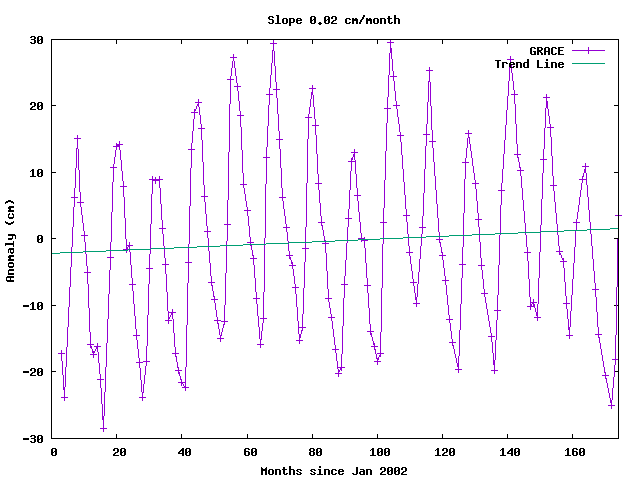 Slope 0.02 cm/month
GRACE
Trend Line
30
20
10
0
-10
-20
-30
Anomaly (cm)
0 20 40 60 80 100 120 140 160
Months since Jan 2002